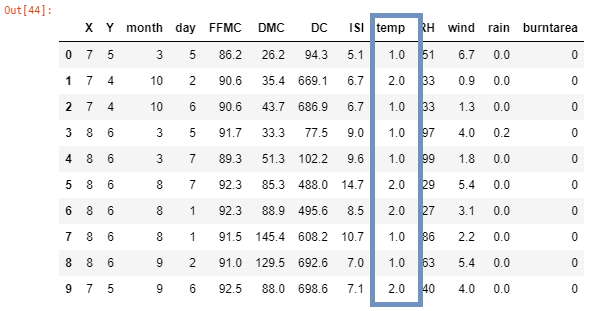 Out[44]:
X Y month day FFMC DMC DC ISI temp RH wind rain burntarea
0 7 5 3 5 86.2 26.2 94.3 5.1 1.0 51 6.7 0.0 0
1 7 4 10 2 90.6 35.4 669.1 6.7 2.0 33 0.9 0.0 0
2 7 4 10 6 90.6 43.7 686.9 6.7 1.0 33 1.3 0.0 0
3 8 6 3 5 91.7 33.3 77.5 9.0 1.0 97 4.0 0.2 0
4 8 6 3 7 89.3 51.3 102.2 9.6 1.0 99 1.8 0.0 0
5 8 6 8 7 92.3 85.3 488.0 14.7 2.0 29 5.4 0.0 0
6 8 6 8 1 92.3 88.9 495.6 8.5 2.0 27 3.1 0.0 0
7 8 6 8 1 91.5 145.4 608.2 10.7 1.0 86 2.2 0.0 0
8 8 6 9 2 91.0 129.5 692.6 7.0 1.0 63 5.4 0.0 0
9 7 5 9 6 92.5 88.0 698.6 7.1 2.0 40 4.0 0.0 0